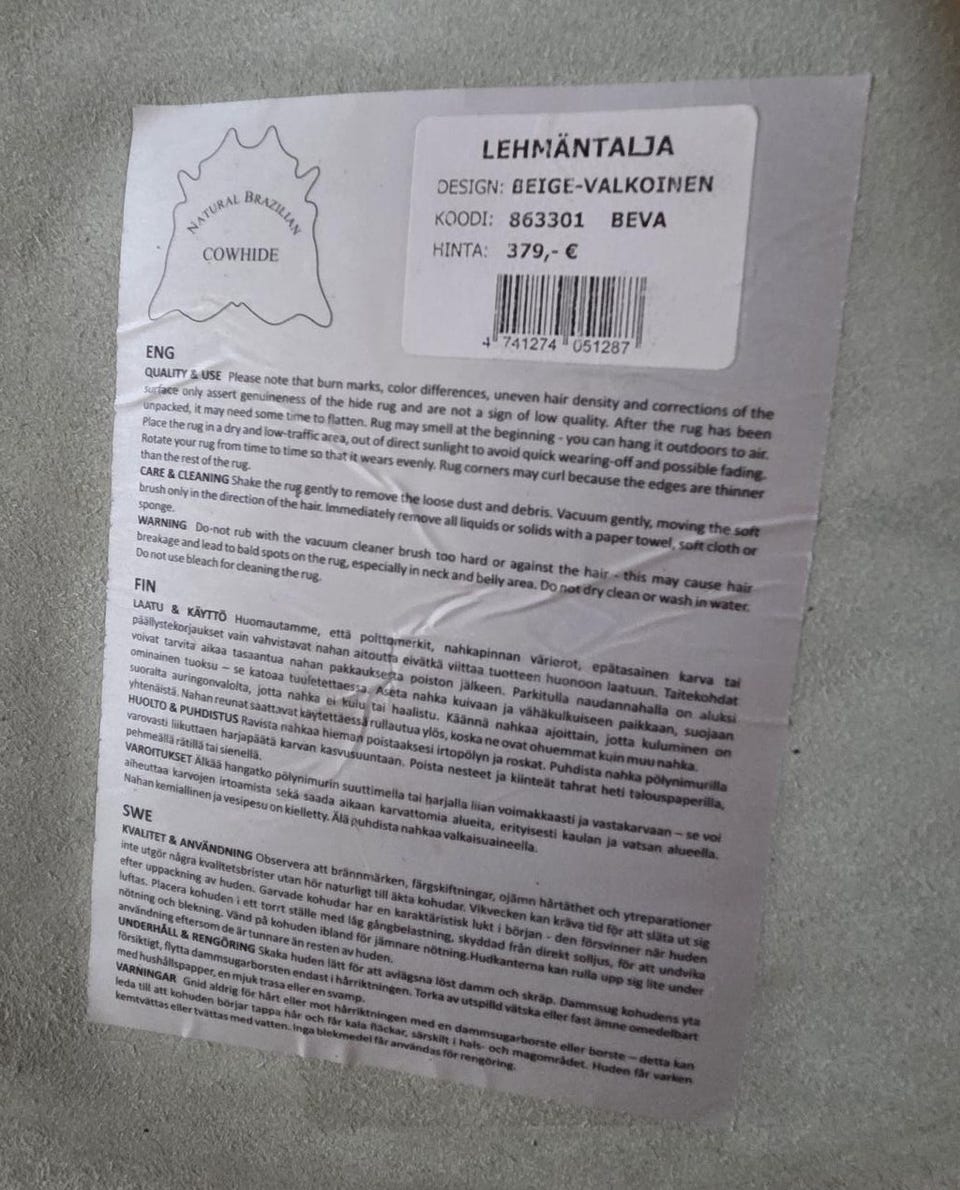 NATURAL BRAZILIAN
COWHIDE
LEHMÄNTALJA
DESIGN: BEIGE-VALKOINEN
KOODI: 863301 BEVA
HINTA: 379,- €
4 741274 051287
ENG
QUALITY & USE Please note that burn marks, color differences, uneven hair density and corrections of the
surface only assert genuineness of the hide rug and are not a sign of low quality. After the rug has been
unpacked, it may need some time to flatten. Rug may smell at the beginning - you can hang it outdoors to air.
Place the rug in a dry and low-traffic area, out of direct sunlight to avoid quick wearing-off and possible fading.
Rotate your rug from time to time so that it wears evenly. Rug corners may curl because the edges are thinner
than the rest of the rug.
CARE & CLEANING Shake the rug gently to remove the loose dust and debris. Vacuum gently, moving the soft
brush only in the direction of the hair. Immediately remove all liquids or solids with a paper towel, soft cloth or
sponge.
WARNING Do-not rub with the vacuum cleaner brush too hard or against the hair - this may cause hair
breakage and lead to bald spots on the rug, especially in neck and belly area. Do not dry clean or wash in water.
Do not use bleach for cleaning the rug.
FIN
LAATU & KÄYTTÖ Huomautamme, että polttomerkit, nahkapinnan värierot, epätasainen karva tai
päällystekorjaukset vain vahvistavat nahan aitoutta eivätkä viittaa tuotteen huonoon laatuun. Taitekohdat
voivat tarvita aikaa tasaantua nahan pakkauksesta poiston jälkeen. Parkitulla naudannahalla on aluksi
ominainen tuoksu – se katoaa tuuletettaessa. Aseta nahka kuivaan ja vähäkulkuiseen paikkaan, suojaan
suoralta auringonvalolta, jotta nahka ei kulu tai haalistu. Käännä nahkaa ajoittain, jotta kuluminen on
yhtenäistä. Nahan reunat saattavat käytettäessä rullautua ylös, koska ne ovat ohuemmat kuin muu nahka.
HUOLTO & PUHDISTUS Ravista nahkaa hieman poistaaksesi irtopölyn ja roskat. Puhdista nahka pölynimurilla
varovasti liikuttaen harjapäätä karvan kasvusuuntaan. Poista nesteet ja kiinteät tahrat heti talouspaperilla,
pehmeällä rätillä tai sienellä.
VAROITUKSET Älkää hangatko pölynimurin suuttimella tai harjalla liian voimakkaasti ja vastakarvaan – se voi
aiheuttaa karvojen irtoamista sekä saada aikaan karvattomia alueita, erityisesti kaulan ja vatsan alueella.
Nahan kemiallinen ja vesipesu on kielletty. Älä puhdista nahkaa valkaisuaineella.
SWE
KVALITET & ANVÄNDNING Observera att brännmärken, färgskiftningar, ojämn hårtäthet och ytreparationer
inte utgör några kvalitetsbrister utan hör naturligt till äkta kohudar. Vikvecken kan kräva tid för att släta ut sig
efter uppackning av huden. Garvade kohudar har en karaktäristisk lukt i början - den försvinner när huden
luftas. Placera kohuden i ett torrt ställe med låg gångbelastning, skyddad från direkt solljus, för att undvika
nötning och blekning. Vänd på kohuden ibland för jämnare nötning.Hudkanterna kan rulla upp sig lite under
användning eftersom de är tunnare än resten av huden.
UNDERHÅLL & RENGÖRING Skaka huden lätt för att avlägsna löst damm och skräp. Dammsug kohudens yta
försiktigt, flytta dammsugarborsten endast i hårriktningen. Torka av utspilld vätska eller fast ämne omedelbart
med hushållspapper, en mjuk trasa eller en svamp.
VARNINGAR Gnid aldrig för hårt eller mot hårriktningen med en dammsugarborste eller borste – detta kan
leda till att kohuden börjar tappa hår och får kala fläckar, särskilt i hals- och magområdet. Huden får varken
kemtvättas eller tvättas med vatten. Inga blekmedel får användas för rengöring.